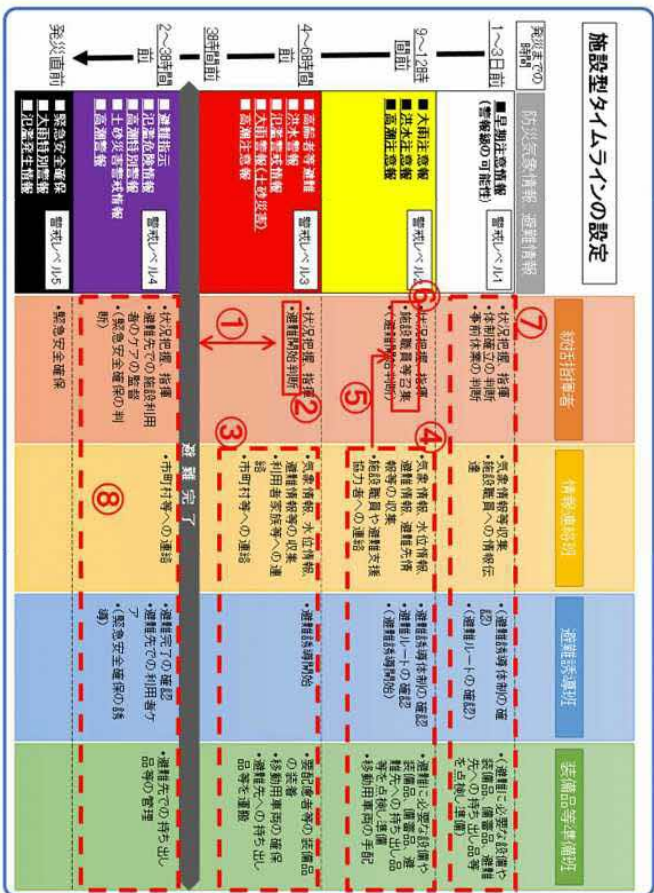 施設型タイムラインの設定
発災までの
時間
防災気象情報、避難情報
統括指揮者
情報連絡班
避難誘導班
装備品等準備班
1~3日前
■早期注意情報
(警報級の可能性)
警戒レベル1
⑦
・状況把握、指揮
・体制確立の判断
・事前休業の判断
・気象情報等収集
・施設職員への情報伝
達
・(避難誘導体制の確
認)
・(避難ルートの確認)
・(避難に必要な設備や
装備品、備蓄品、避難
先への持ち出し品等
を点検し準備)
9~12時
間前
■大雨注意報
■洪水注意報
■高潮注意報
警戒レベル2
⑥
・状況把握、指揮
・施設職員等召集
・(避難開始判断)
⑤
④
・気象情報、水位情報、
避難情報、避難先情
報等の収集
・施設職員や避難支援
協力者への連絡
・避難誘導体制の確認
・避難ルートの確認
・(避難誘導開始)
・避難に必要な設備や
装備品、備蓄品、避
難先への持ち出し品
等を点検し準備
・移動用車両の手配
4~6時間
前
3時間前
■高齢者等避難
■洪水警報
■氾濫警戒情報
■大雨警報(土砂災害)、
■高潮注意報
警戒レベル3
・状況把握、指揮
・避難開始判断
②
①
③
・気象情報、水位情報、
避難情報等の収集
・利用者家族等への連
絡
・市町村等への連絡
・避難誘導開始
・要配慮者等の装備品
の装着
・移動用車両の確保
・避難先への持ち出し
品等を運搬
避難完了
2~3時間
前
■避難指示
■氾濫危険情報
■高潮特別警報
■土砂災害警戒情報
■高潮警報
警戒レベル4
・状況把握、指揮
・避難先での施設利用
者のケアの監督
・(緊急安全確保の判
断)
・市町村等への連絡
⑧
・避難完了の確認
・避難先での利用者ケ
ア
・(緊急安全確保の誘
導)
・避難先での持ち出し
品等の管理
発災直前
■緊急安全確保
■大雨特別警報
■氾濫発生情報
警戒レベル5
・緊急安全確保